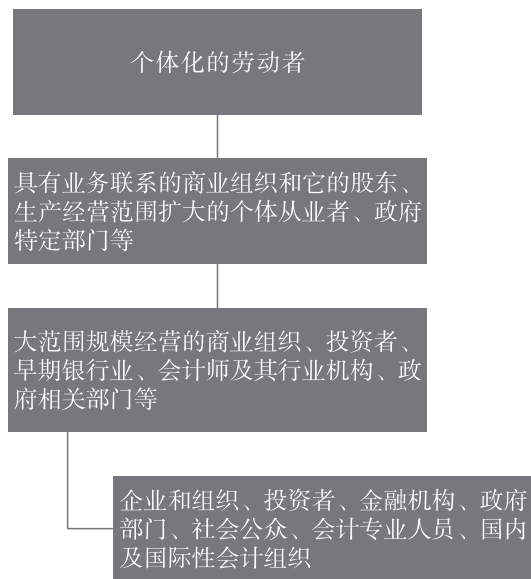 个体化的劳动者
具有业务联系的商业组织和它的股东、
生产经营范围扩大的个体从业者、政府
特定部门等
大范围规模经营的商业组织、投资者、
早期银行业、会计师及其行业机构、政
府相关部门等
企业和组织、投资者、金融机构、政府
部门、社会公众、会计专业人员、国内
及国际性会计组织